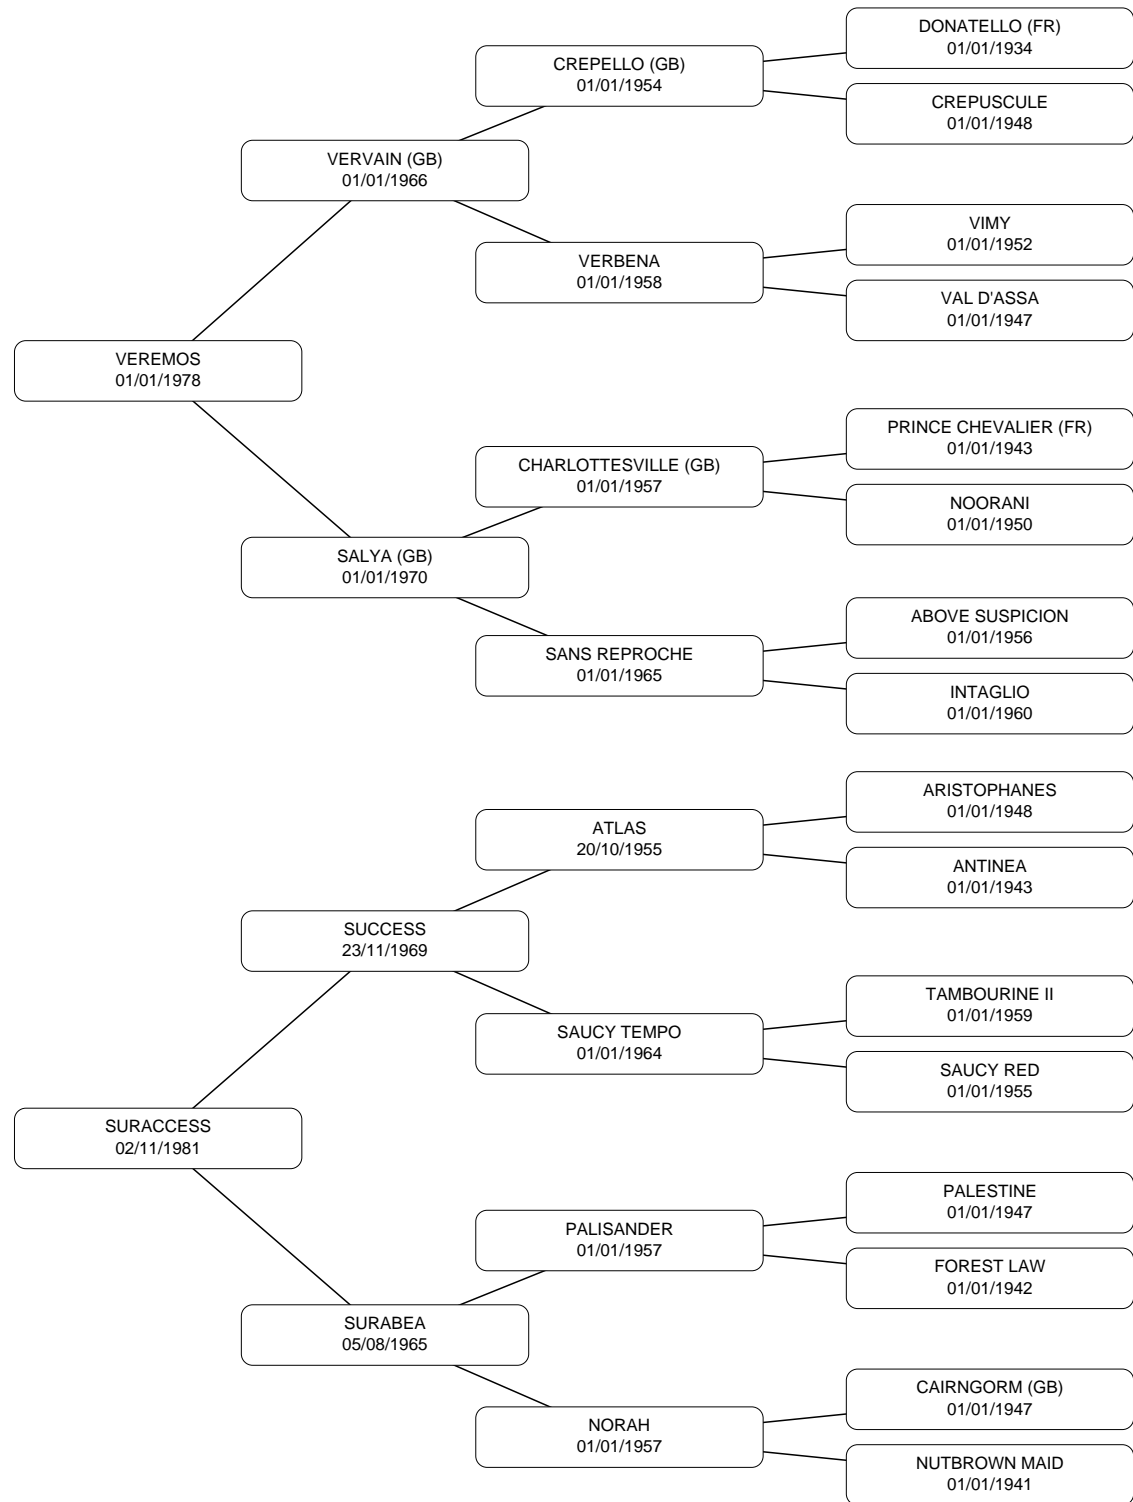 DONATELLO (FR)
01/01/1934
CREPELLO (GB)
01/01/1954
CREPUSCULE
01/01/1948
VERVAIN (GB)
01/01/1966
VIMY
01/01/1952
VERBENA
01/01/1958
VAL D'ASSA
01/01/1947
VEREMOS
01/01/1978
PRINCE CHEVALIER (FR)
01/01/1943
CHARLOTTESVILLE (GB)
01/01/1957
NOORANI
01/01/1950
SALYA (GB)
01/01/1970
ABOVE SUSPICION
01/01/1956
SANS REPROCHE
01/01/1965
INTAGLIO
01/01/1960
ARISTOPHANES
01/01/1948
ATLAS
20/10/1955
ANTINEA
01/01/1943
SUCCESS
23/11/1969
TAMBOURINE II
01/01/1959
SAUCY TEMPO
01/01/1964
SAUCY RED
01/01/1955
SURACCESS
02/11/1981
PALESTINE
01/01/1947
PALISANDER
01/01/1957
FOREST LAW
01/01/1942
SURABEA
05/08/1965
CAIRNGORM (GB)
01/01/1947
NORAH
01/01/1957
NUTBROWN MAID
01/01/1941